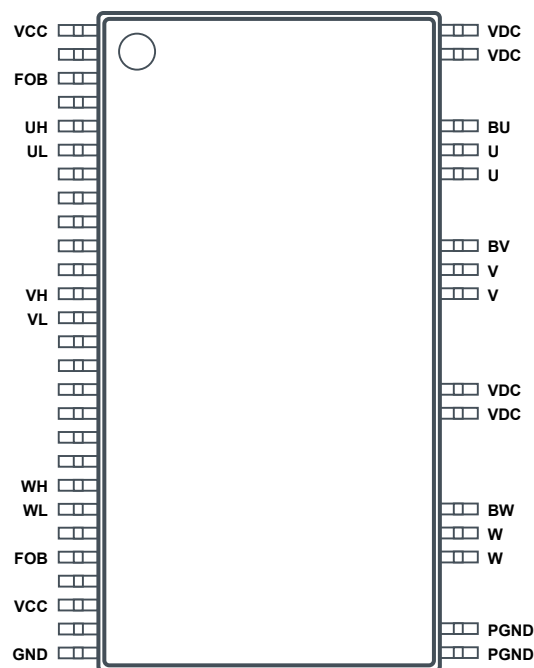 VCC
FOB
UH
UL
VH
VL
WH
WL
FOB
VCC
GND
VDC
VDC
BU
U
U
BV
V
V
VDC
VDC
BW
W
W
PGND
PGND